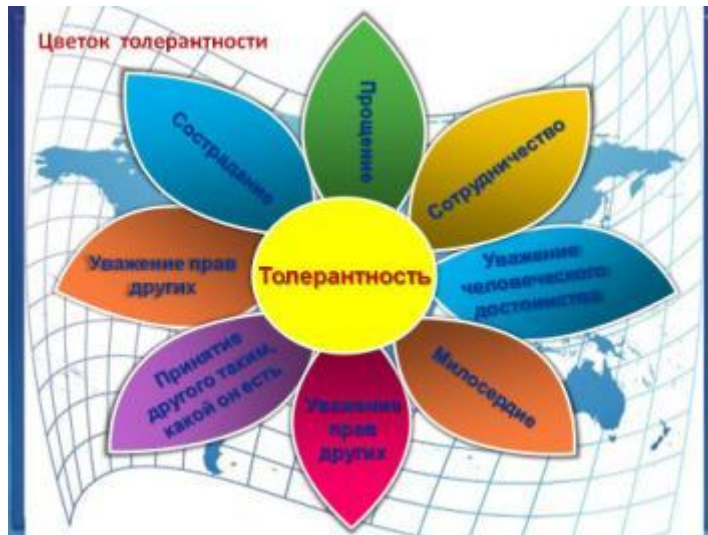 Цветок толерантности
Прощение
Сострадание
Сотрудничество
Уважение прав
других
Толерантность
Уважение
человеческого
достоинства
Принятие
другого таким,
какой он есть
Уважение
прав
других
Милосердие